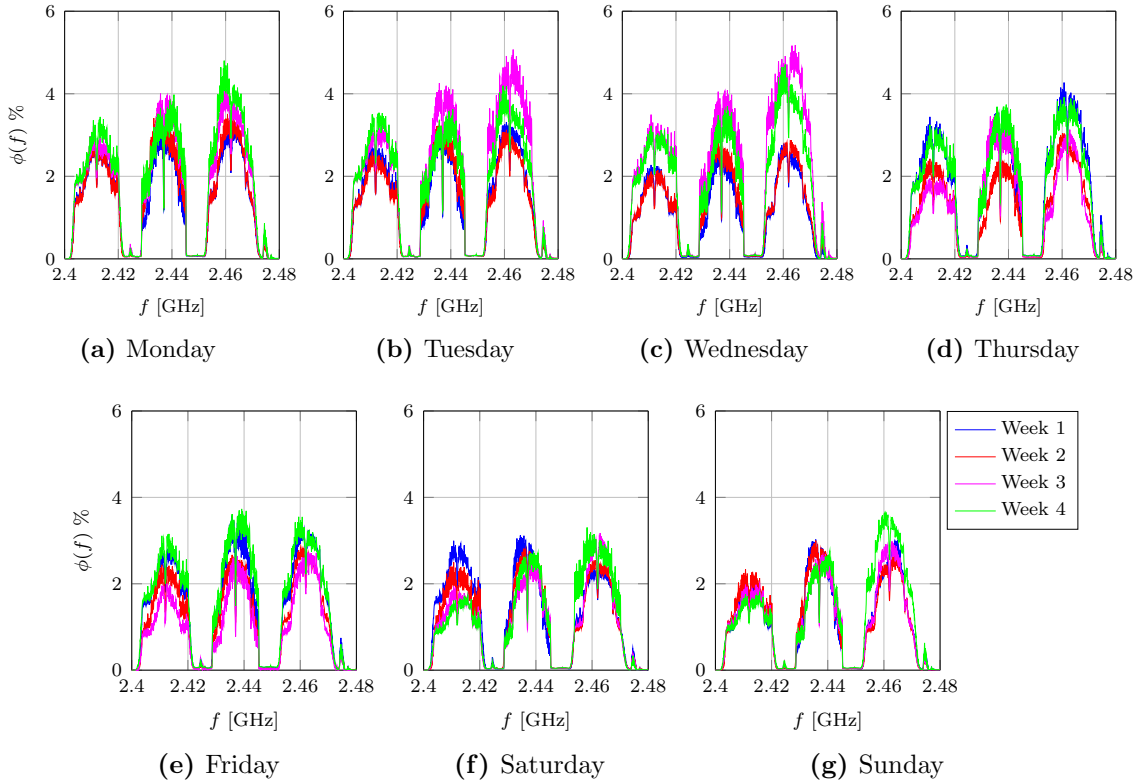 6
4
2
0
ϕ(f) %
2.4 2.42 2.44 2.46 2.48
f [GHz]
(a) Monday
6
4
2
0
2.4 2.42 2.44 2.46 2.48
f [GHz]
(b) Tuesday
6
4
2
0
2.4 2.42 2.44 2.46 2.48
f [GHz]
(c) Wednesday
6
4
2
0
2.4 2.42 2.44 2.46 2.48
f [GHz]
(d) Thursday
6
4
2
0
ϕ(f) %
2.4 2.42 2.44 2.46 2.48
f [GHz]
(e) Friday
6
4
2
0
2.4 2.42 2.44 2.46 2.48
f [GHz]
(f) Saturday
6
4
2
0
2.4 2.42 2.44 2.46 2.48
f [GHz]
(g) Sunday
Week 1
Week 2
Week 3
Week 4